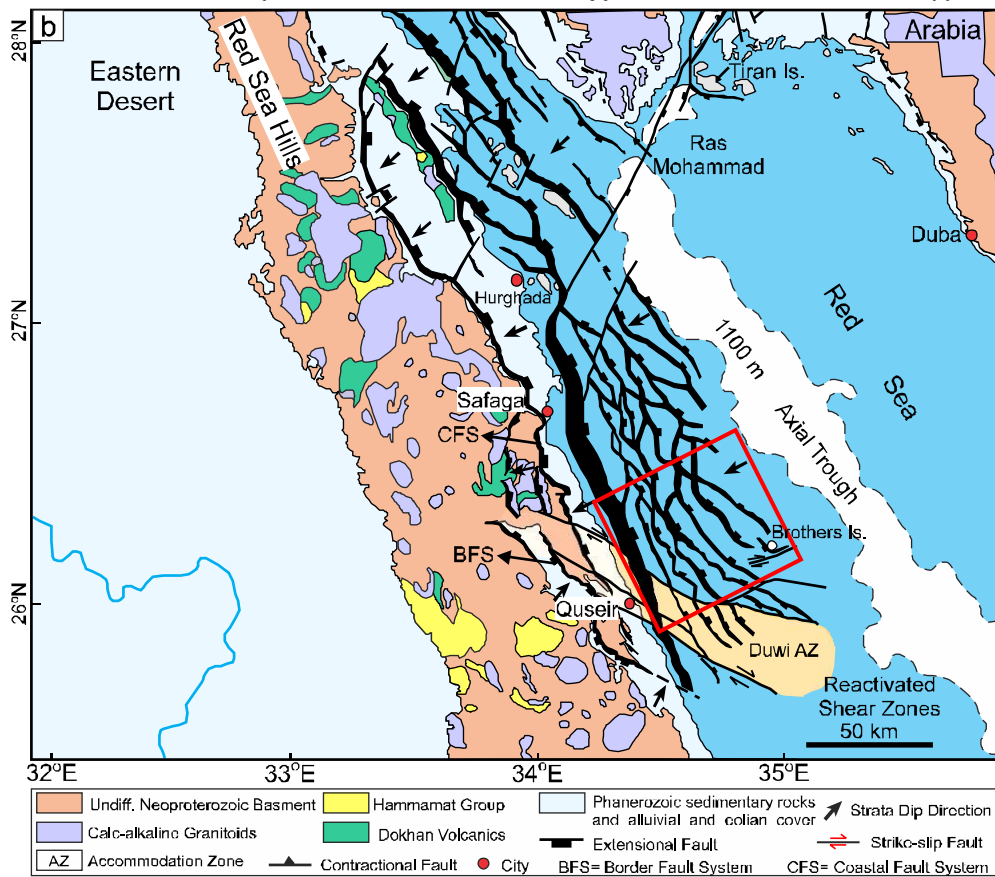 b
28°N
27°N
26°N
Eastern
Desert
Red Sea Hills
Arabia
Tiran Is.
Ras
Mohammad
Duba
Hurghada
Red
Sea
1100 m
Axial Trough
Safaga
CFS
Brothers Is.
BFS
Quseir
Duwi AZ
Reactivated
Shear Zones
50 km
32°E
33°E
34°E
35°E
Undiff. Neoproterozoic Basment
Hammamat Group
Phanerozoic sedimentary rocks
and alluvial and eolian cover
Strata Dip Direction
Calc-alkaline Granitoids
Dokhan Volcanics
Extensional Fault
Strike-slip Fault
AZ Accommodation Zone
Contractional Fault
City
BFS= Border Fault System
CFS= Coastal Fault System